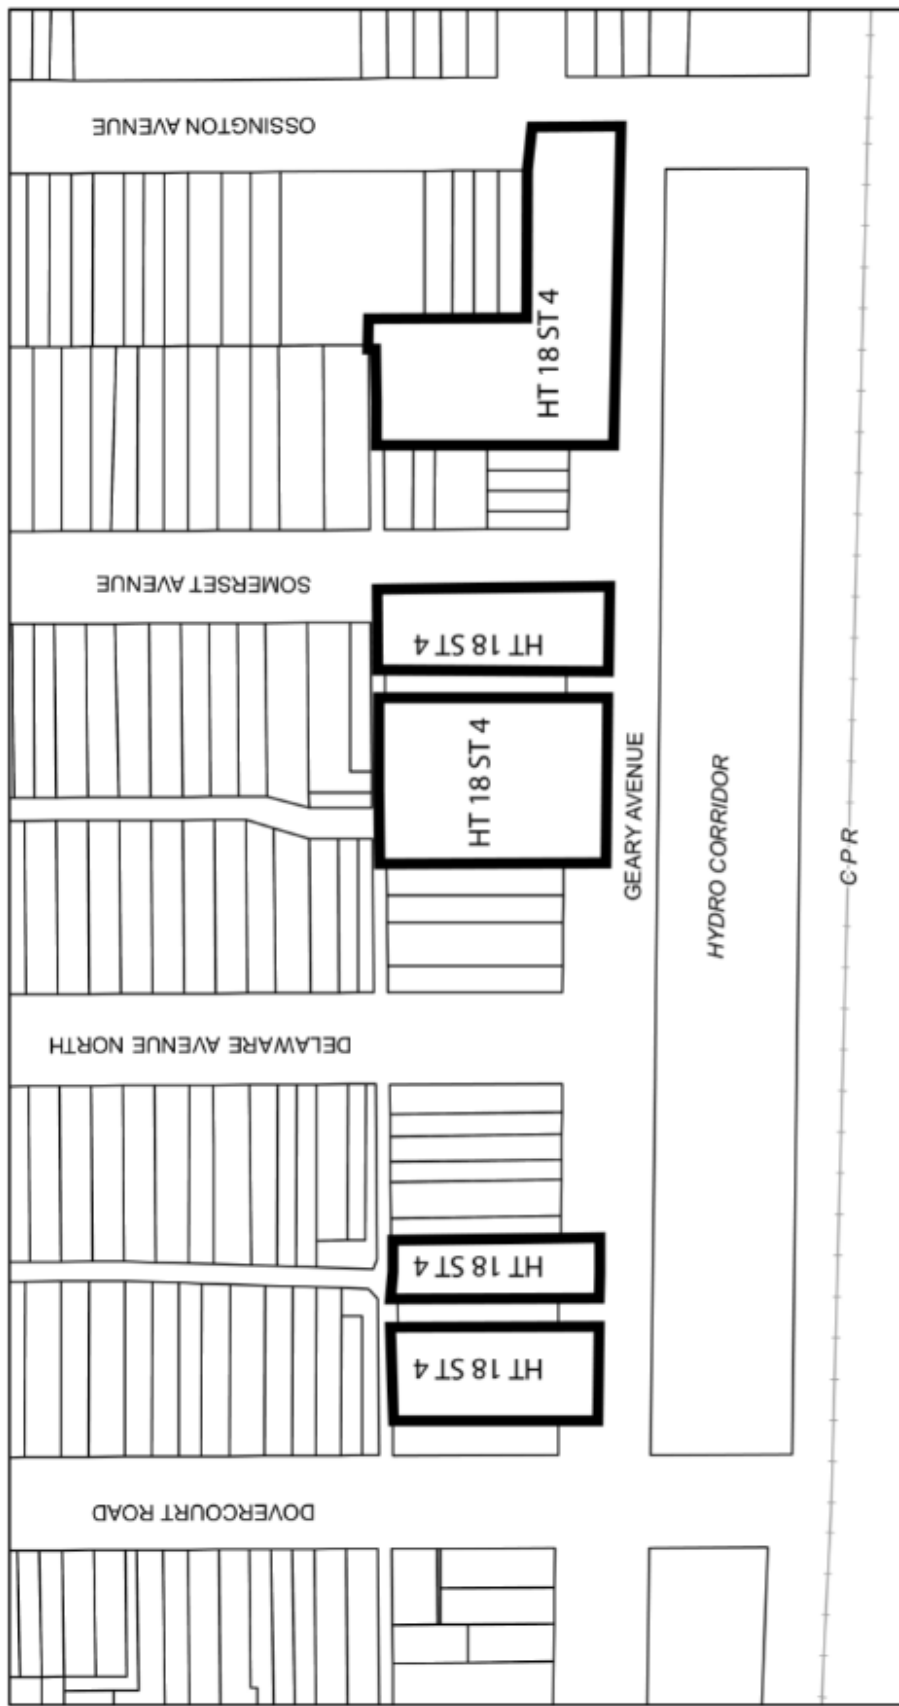 OSSINGTON AVENUE
HT 18 ST 4
SOMERSET AVENUE
HT 18 ST 4
HT 18 ST 4
GEARY AVENUE
HYDRO CORRIDOR
C P R
DELAWARE AVENUE NORTH
HT 18 ST 4
HT 18 ST 4
DOVERCOURT ROAD